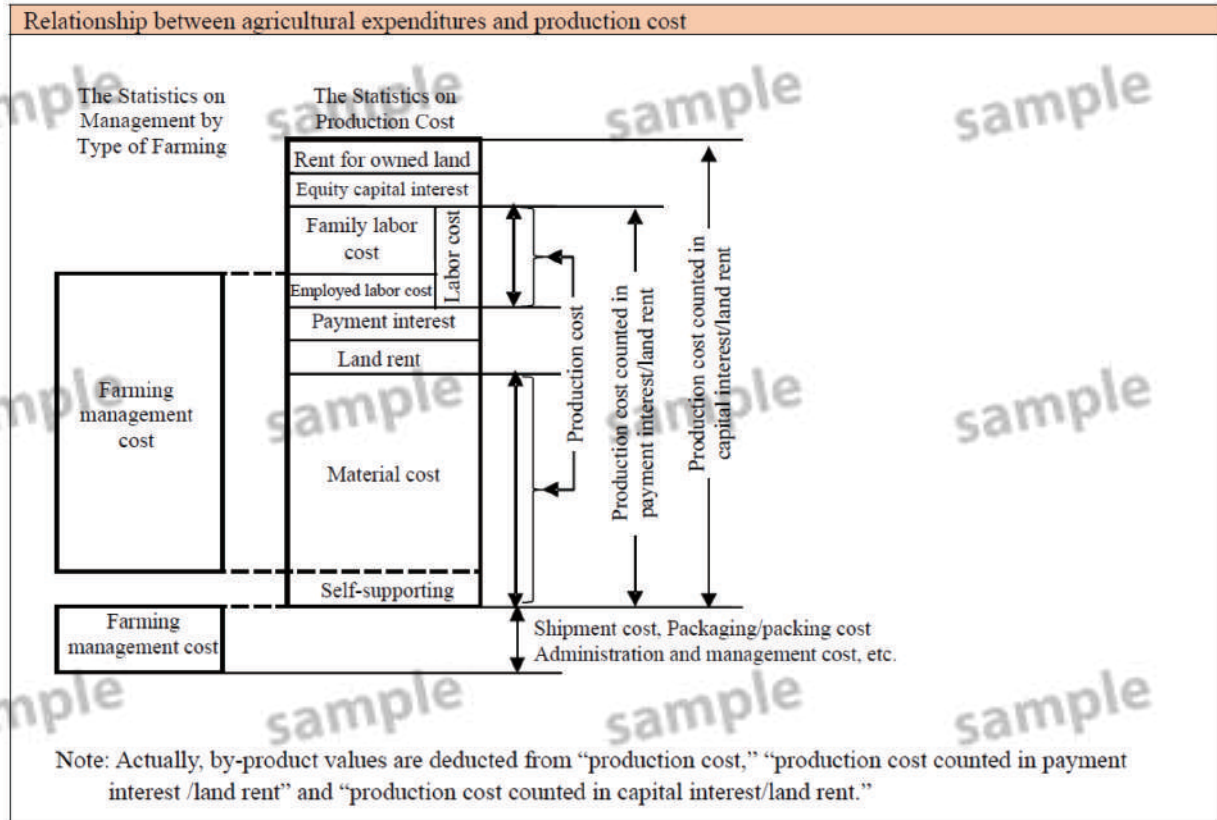 Relationship between agricultural expenditures and production cost
The Statistics on
Management by
Type of Farming
The Statistics on
Production Cost
Rent for owned land
Equity capital interest
Family labor
cost
Labor cost
Employed labor cost
Payment interest
Land rent
Farming
management
cost
Material cost
Self-supporting
Production cost
Production cost counted in
payment interest/land rent
Production cost counted in
capital interest/land rent
Farming
management cost
Shipment cost, Packaging/packing cost
Administration and management cost, etc.
Note: Actually, by-product values are deducted from “production cost,” “production cost counted in payment
interest /land rent” and “production cost counted in capital interest/land rent.”
sample
sample
sample
sample
sample
sample
sample
sample
sample
mple
mple
mple